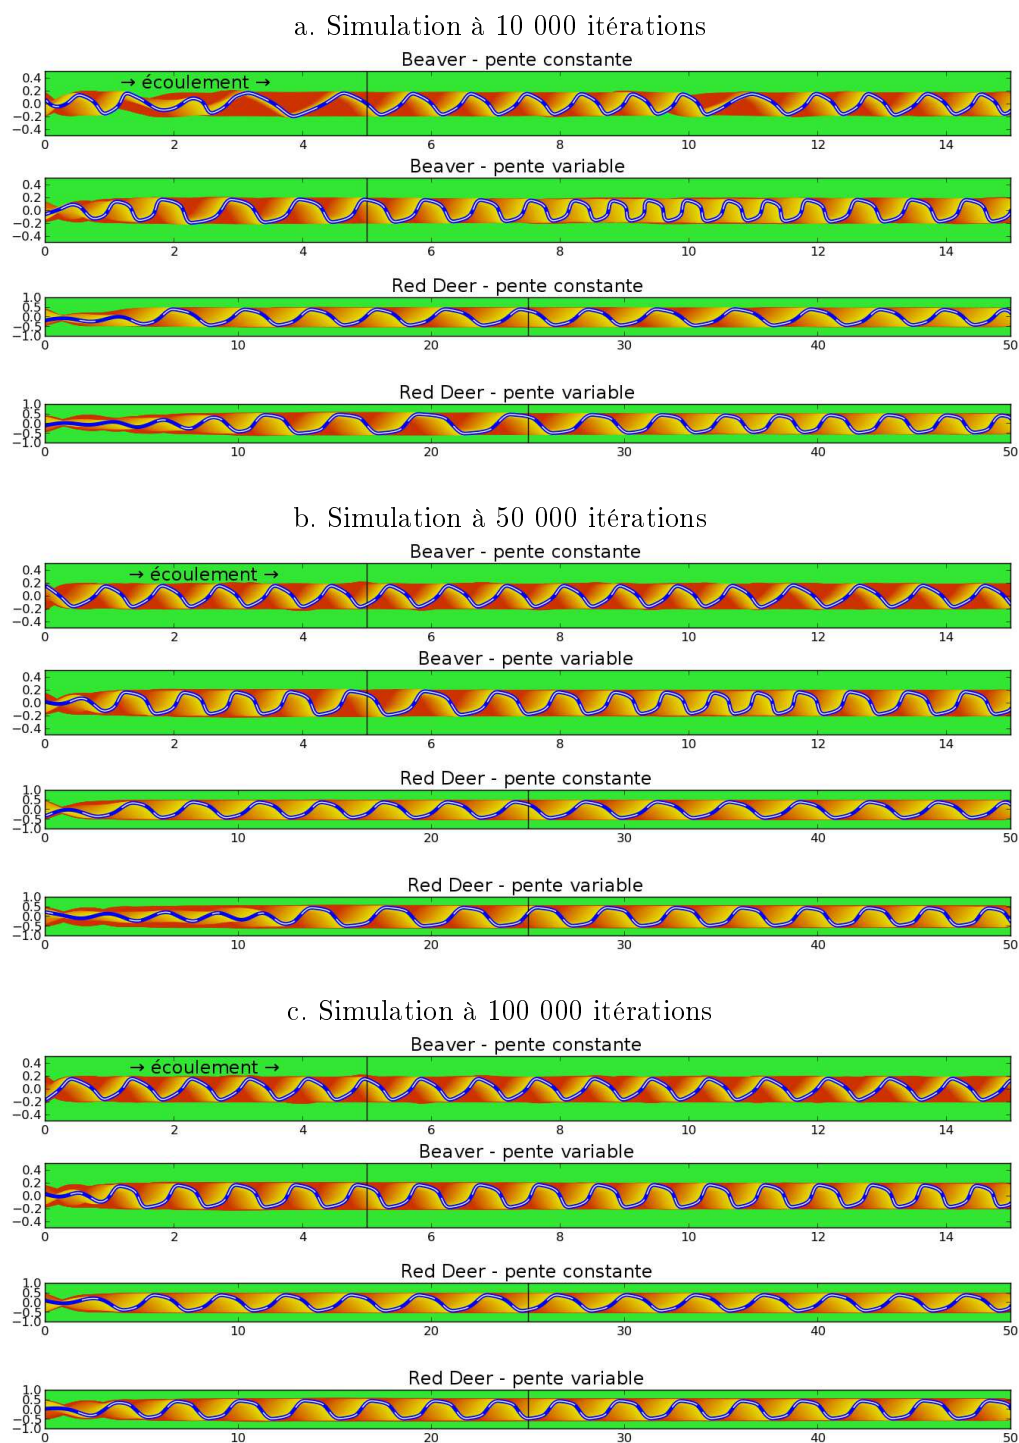 a. Simulation à 10 000 itérations
Beaver - pente constante
→ écoulement →
0.4
0.2
0.0
−0.2
−0.4
0 2 4 6 8 10 12 14
Beaver - pente variable
0.4
0.2
0.0
−0.2
−0.4
0 2 4 6 8 10 12 14
Red Deer - pente constante
1.0
0.5
0.0
−0.5
−1.0
0 10 20 30 40 50
Red Deer - pente variable
1.0
0.5
0.0
−0.5
−1.0
0 10 20 30 40 50
b. Simulation à 50 000 itérations
Beaver - pente constante
→ écoulement →
0.4
0.2
0.0
−0.2
−0.4
0 2 4 6 8 10 12 14
Beaver - pente variable
0.4
0.2
0.0
−0.2
−0.4
0 2 4 6 8 10 12 14
Red Deer - pente constante
1.0
0.5
0.0
−0.5
−1.0
0 10 20 30 40 50
Red Deer - pente variable
1.0
0.5
0.0
−0.5
−1.0
0 10 20 30 40 50
c. Simulation à 100 000 itérations
Beaver - pente constante
→ écoulement →
0.4
0.2
0.0
−0.2
−0.4
0 2 4 6 8 10 12 14
Beaver - pente variable
0.4
0.2
0.0
−0.2
−0.4
0 2 4 6 8 10 12 14
Red Deer - pente constante
1.0
0.5
0.0
−0.5
−1.0
0 10 20 30 40 50
Red Deer - pente variable
1.0
0.5
0.0
−0.5
−1.0
0 10 20 30 40 50